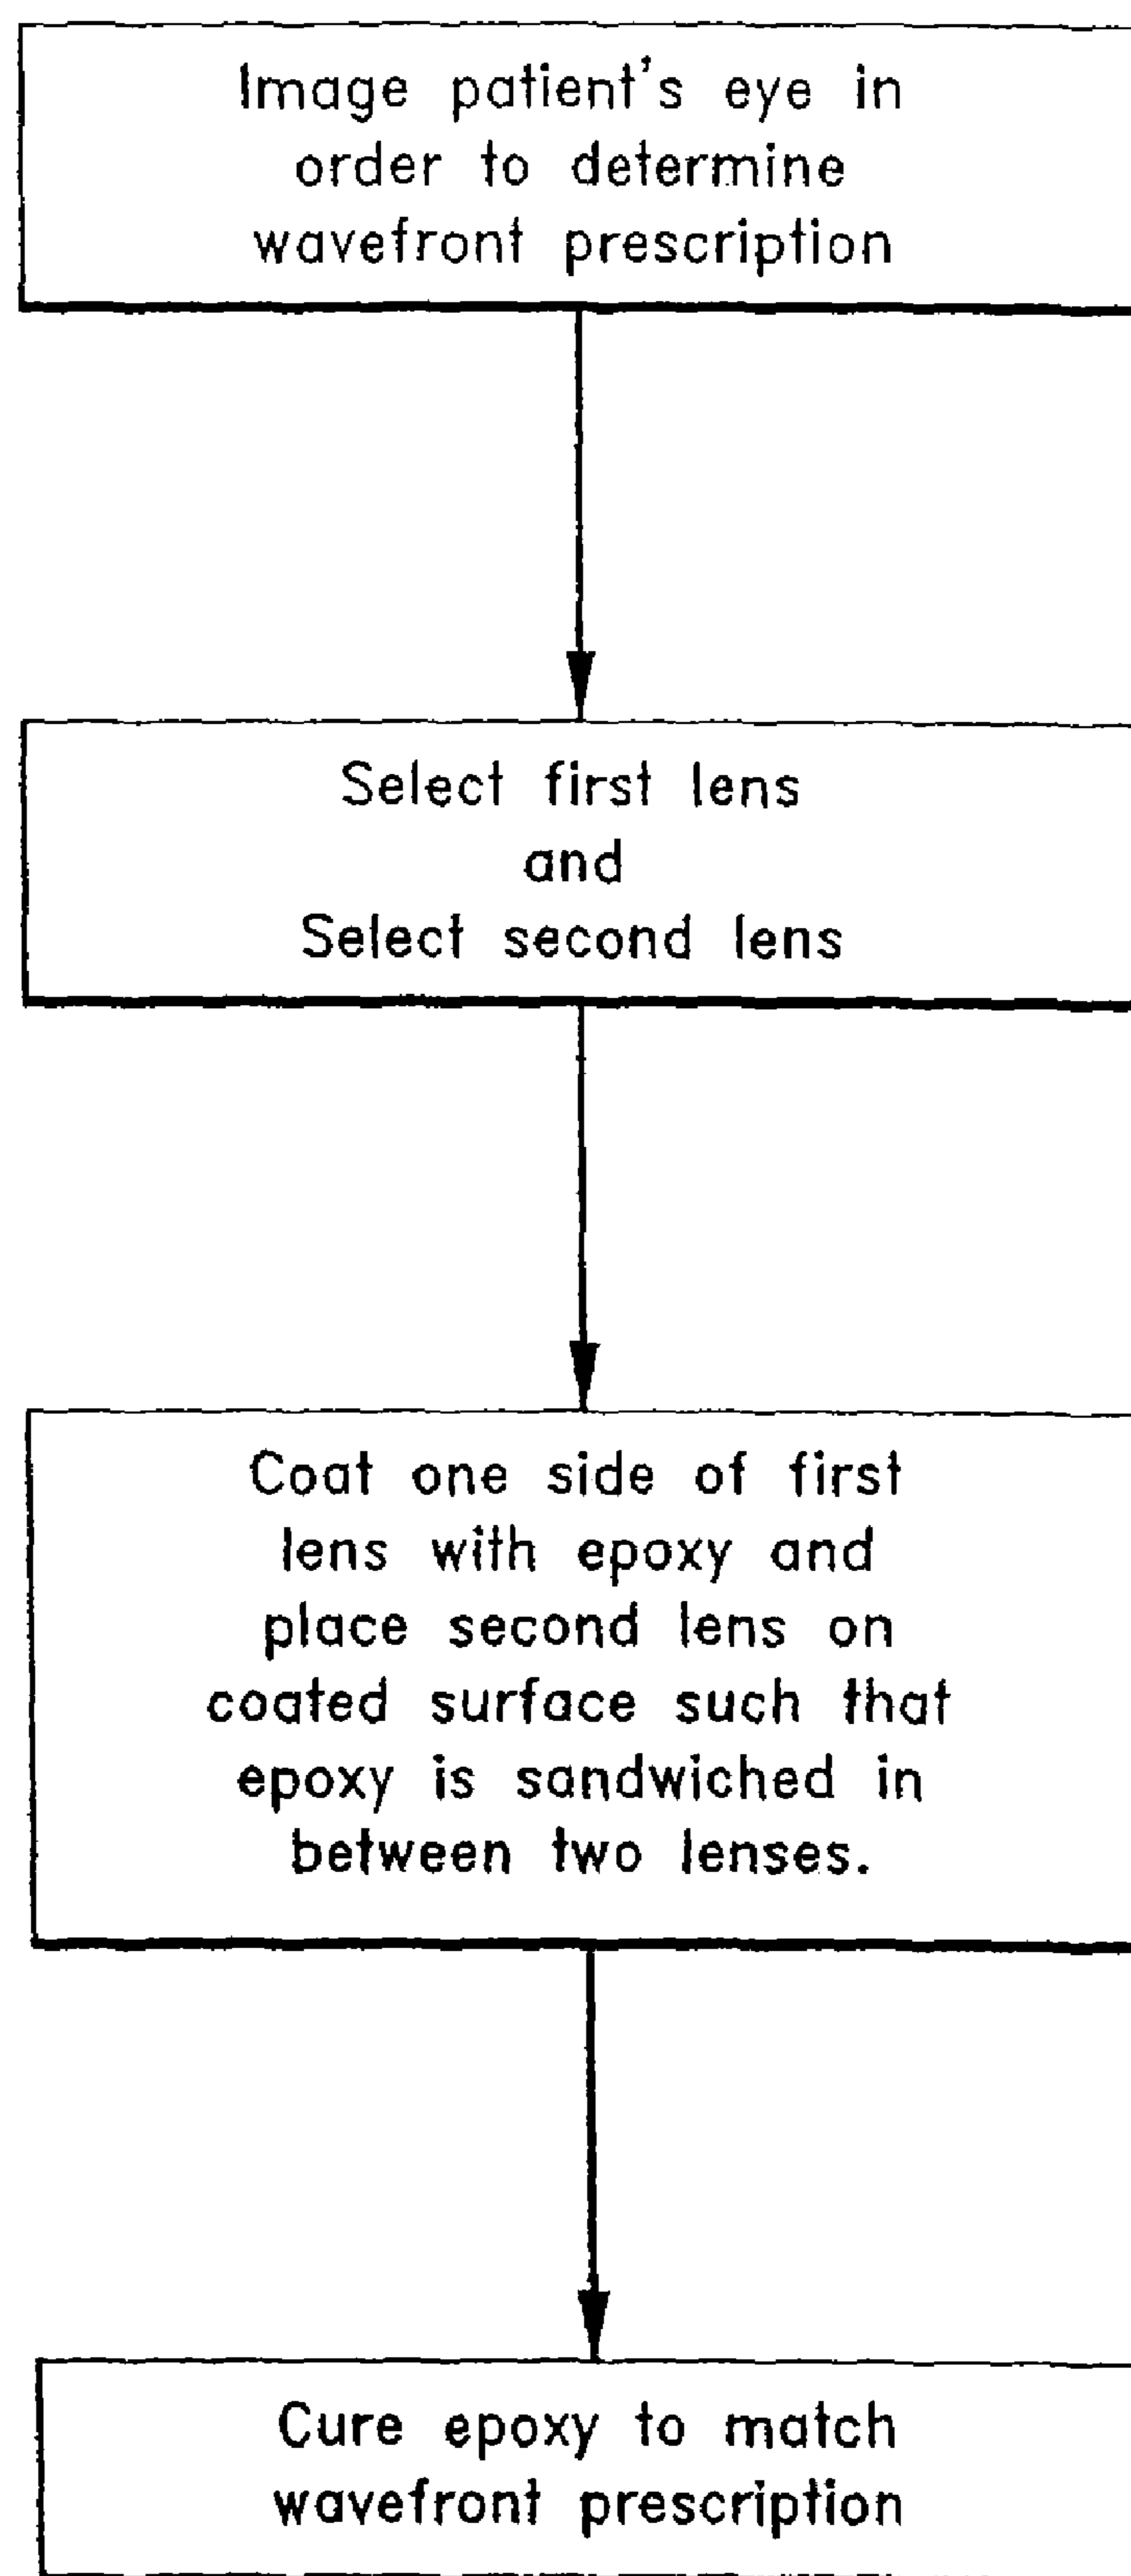 Image patient's eye in
order to determine
wavefront prescription
Select first lens
and
Select second lens
Coat one side of first
lens with epoxy and
place second lens on
coated surface such that
epoxy is sandwiched in
between two lenses.
Cure epoxy to match
wavefront prescription